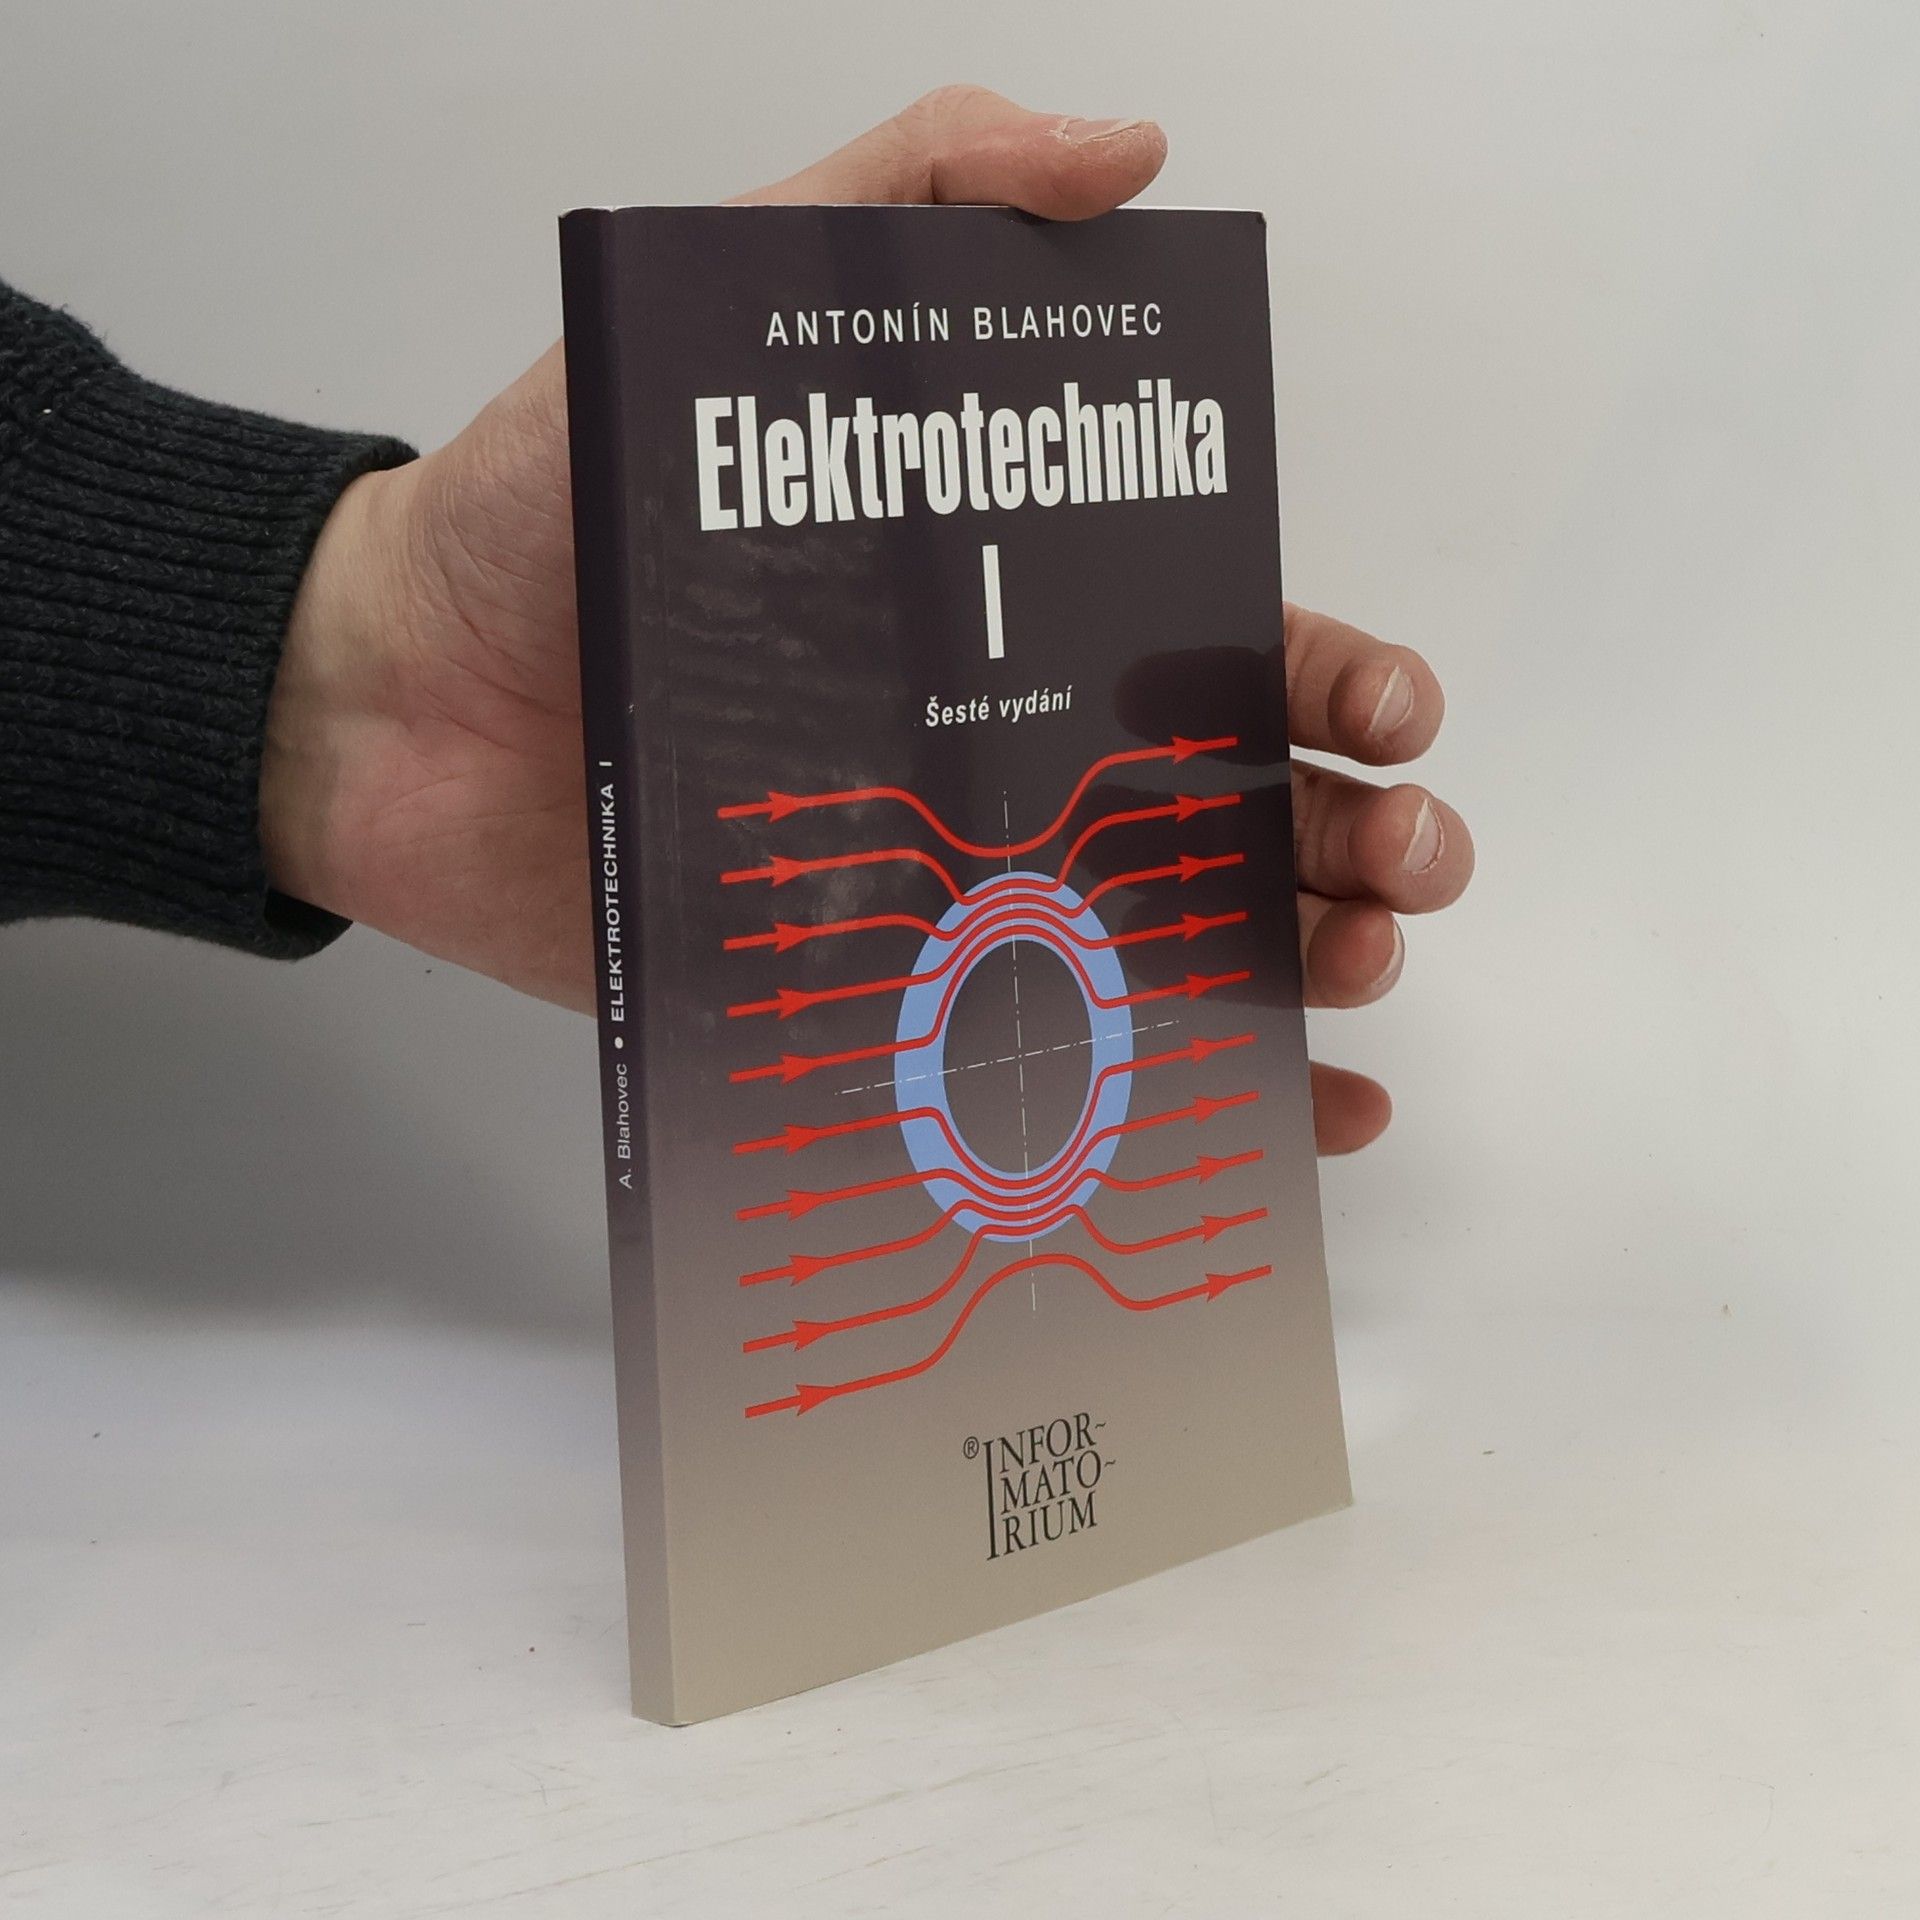 ANTONÍN BLAHOVEC
Elektrotechnika
I
Šesté vydání
A. Blahovec • ELEKTROTECHNIKA I
® INFOR~
MATO~
RIUM